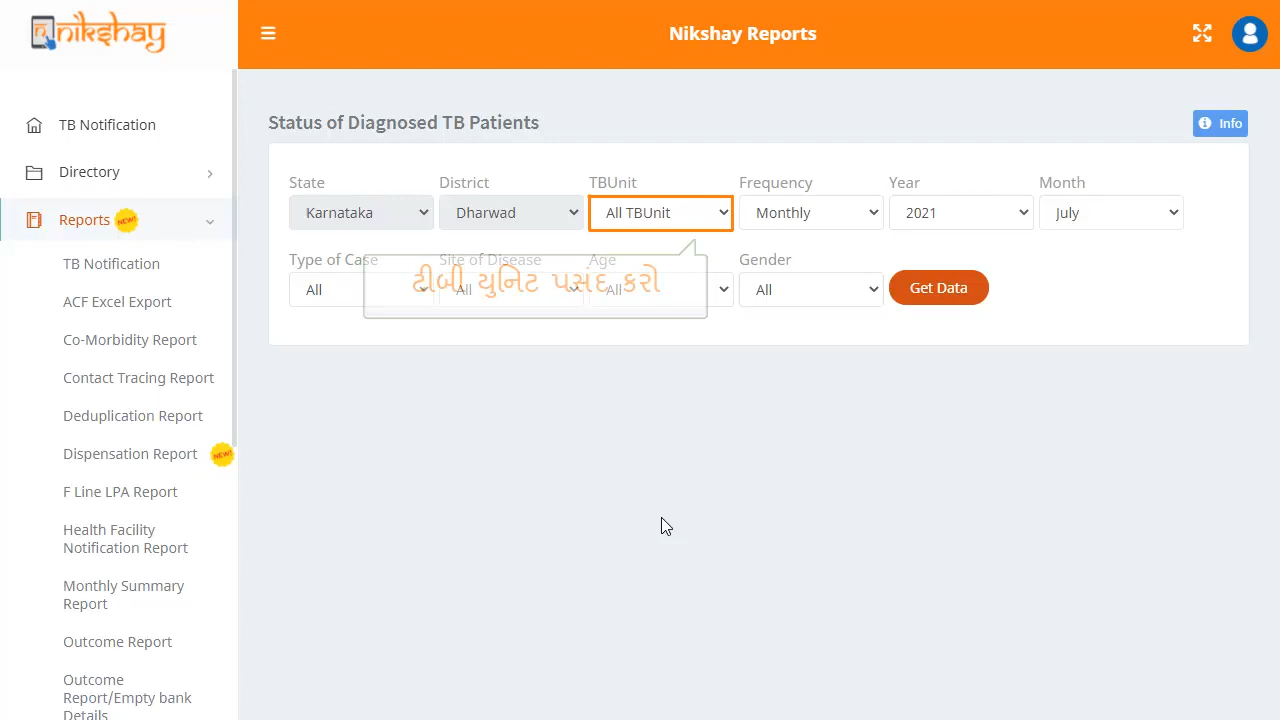 nikshay
Nikshay Reports
TB Notification
Directory
Reports NEW!
TB Notification
ACF Excel Export
Co-Morbidity Report
Contact Tracing Report
Deduplication Report
Dispensation Report NEW!
F Line LPA Report
Health Facility
Notification Report
Monthly Summary
Report
Outcome Report
Outcome
Report/Empty bank
Details
Status of Diagnosed TB Patients
Info
State District TBUnit Frequency Year Month
Karnataka Dharwad All TBUnit Monthly 2021 July
Type of Case Site of Disease Age Gender
All All All All Get Data
ટીબી યુનિટ પસંદ કરો